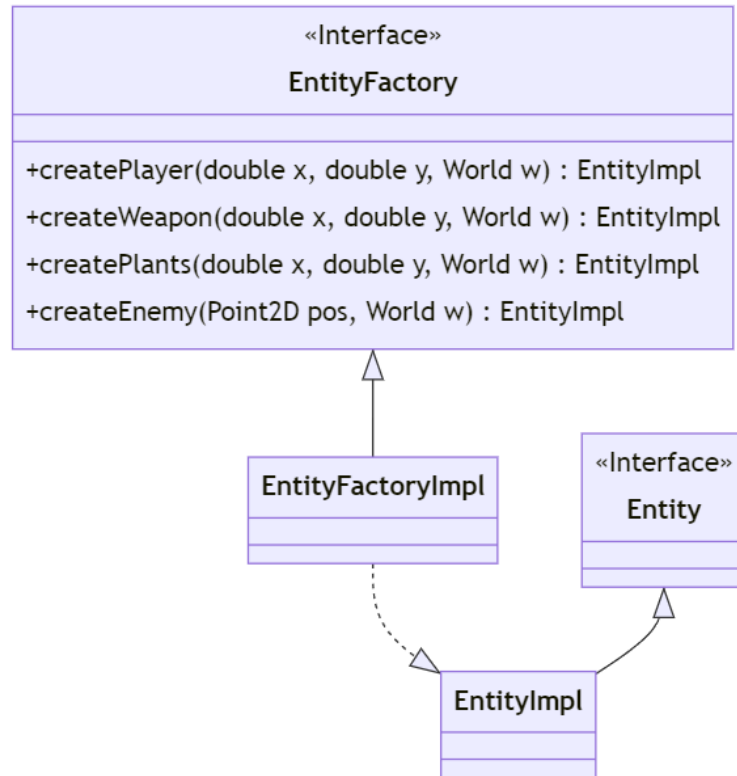 «Interface»
EntityFactory
+createPlayer(double x, double y, World w) : EntityImpl
+createWeapon(double x, double y, World w) : EntityImpl
+createPlants(double x, double y, World w) : EntityImpl
+createEnemy(Point2D pos, World w) : EntityImpl
EntityFactoryImpl
«Interface»
Entity
EntityImpl